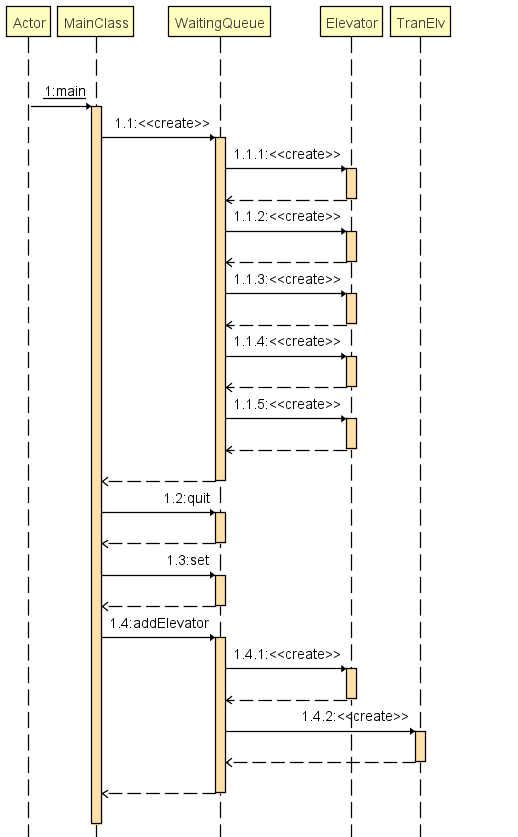 Actor
MainClass
WaitingQueue
Elevator
TranElv
1:main
1.1:<<create>>
1.1.1:<<create>>
1.1.2:<<create>>
1.1.3:<<create>>
1.1.4:<<create>>
1.1.5:<<create>>
1.2:quit
1.3:set
1.4:addElevator
1.4.1:<<create>>
1.4.2:<<create>>